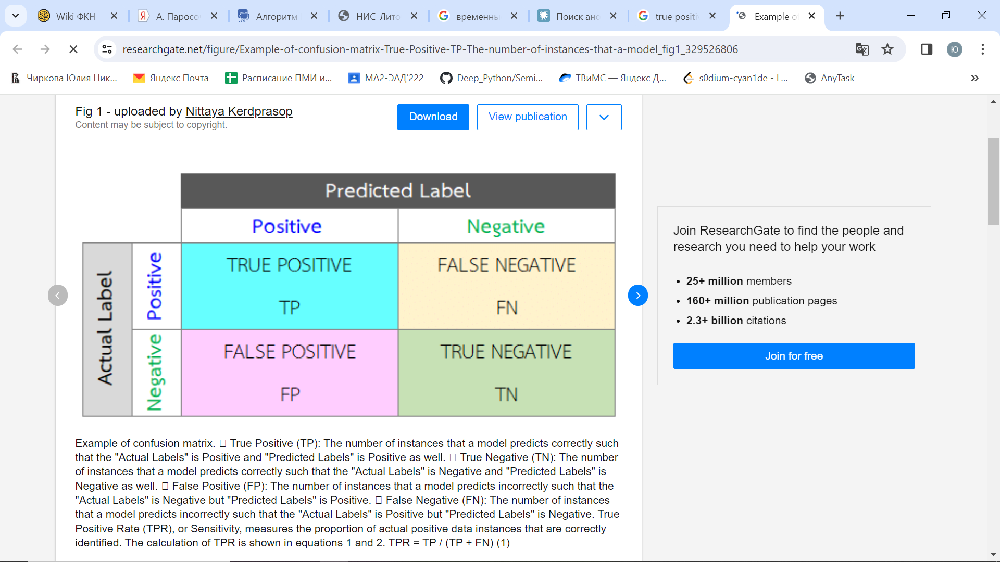 Wiki ФКН -
А. Паросо
Алгоритм
НИС_Лито
временны
Поиск ано
true positiv
Example of
researchgate.net/figure/Example-of-confusion-matrix-True-Positive-TP-The-number-of-instances-that-a-model_fig1_329526806
Ю
Чиркова Юлия Ник...
Яндекс Почта
Расписание ПМИ и...
МА2-ЭАД'222
Deep_Python/Semi...
ТВиМС — Яндекс Д...
s0dium-cyan1de - L...
AnyTask
Fig 1 - uploaded by Nittaya Kerdprasop
Content may be subject to copyright.
Download
View publication
Predicted Label
Positive
Negative
Actual Label
Positive
TRUE POSITIVE
TP
FALSE NEGATIVE
FN
Negative
FALSE POSITIVE
FP
TRUE NEGATIVE
TN
Example of confusion matrix.  True Positive (TP): The number of instances that a model predicts correctly such
that the "Actual Labels" is Positive and "Predicted Labels" is Positive as well.  True Negative (TN): The number
of instances that a model predicts correctly such that the "Actual Labels" is Negative and "Predicted Labels" is
Negative as well.  False Positive (FP): The number of instances that a model predicts incorrectly such that the
"Actual Labels" is Negative but "Predicted Labels" is Positive.  False Negative (FN): The number of instances
that a model predicts incorrectly such that the "Actual Labels" is Positive but "Predicted Labels" is Negative. True
Positive Rate (TPR), or Sensitivity, measures the proportion of actual positive data instances that are correctly
identified. The calculation of TPR is shown in equations 1 and 2. TPR = TP / (TP + FN) (1)
Join ResearchGate to find the people and
research you need to help your work
• 25+ million members
• 160+ million publication pages
• 2.3+ billion citations
Join for free